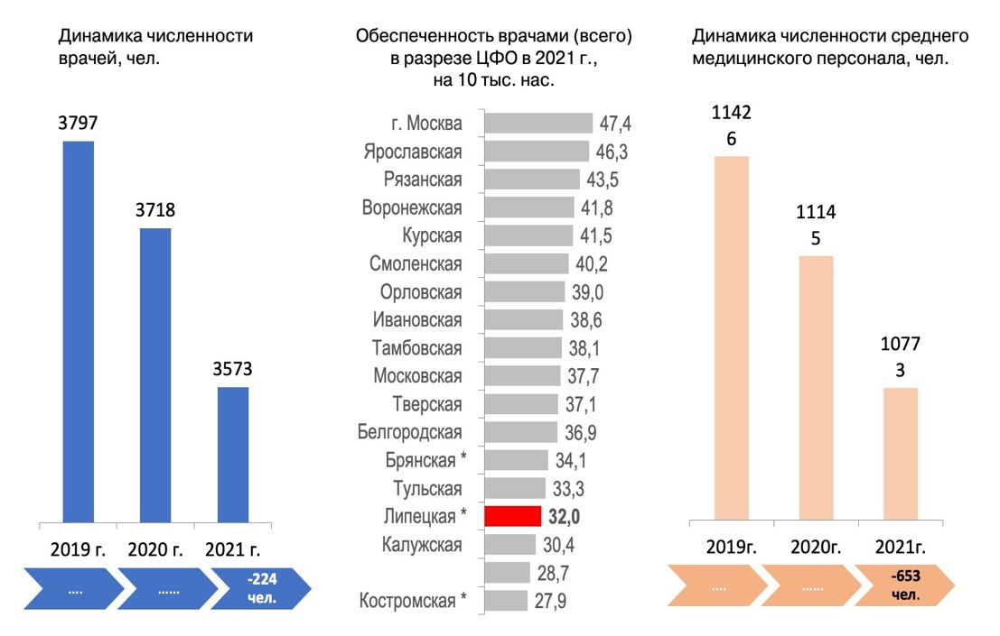 Динамика численности
врачей, чел.
3797
3718
3573
2019 г.
2020 г.
2021 г.
....
......
-224
чел.
Обеспеченность врачами (всего)
в разрезе ЦФО в 2021 г.,
на 10 тыс. нас.
г. Москва 47,4
Ярославская 46,3
Рязанская 43,5
Воронежская 41,8
Курская 41,5
Смоленская 40,2
Орловская 39,0
Ивановская 38,6
Тамбовская 38,1
Московская 37,7
Тверская 37,1
Белгородская 36,9
Брянская * 34,1
Тульская 33,3
Липецкая * 32,0
Калужская 30,4
28,7
Костромская * 27,9
Динамика численности среднего
медицинского персонала, чел.
1142
6
1114
5
1077
3
2019г.
2020г.
2021г.
....
......
-653
чел.